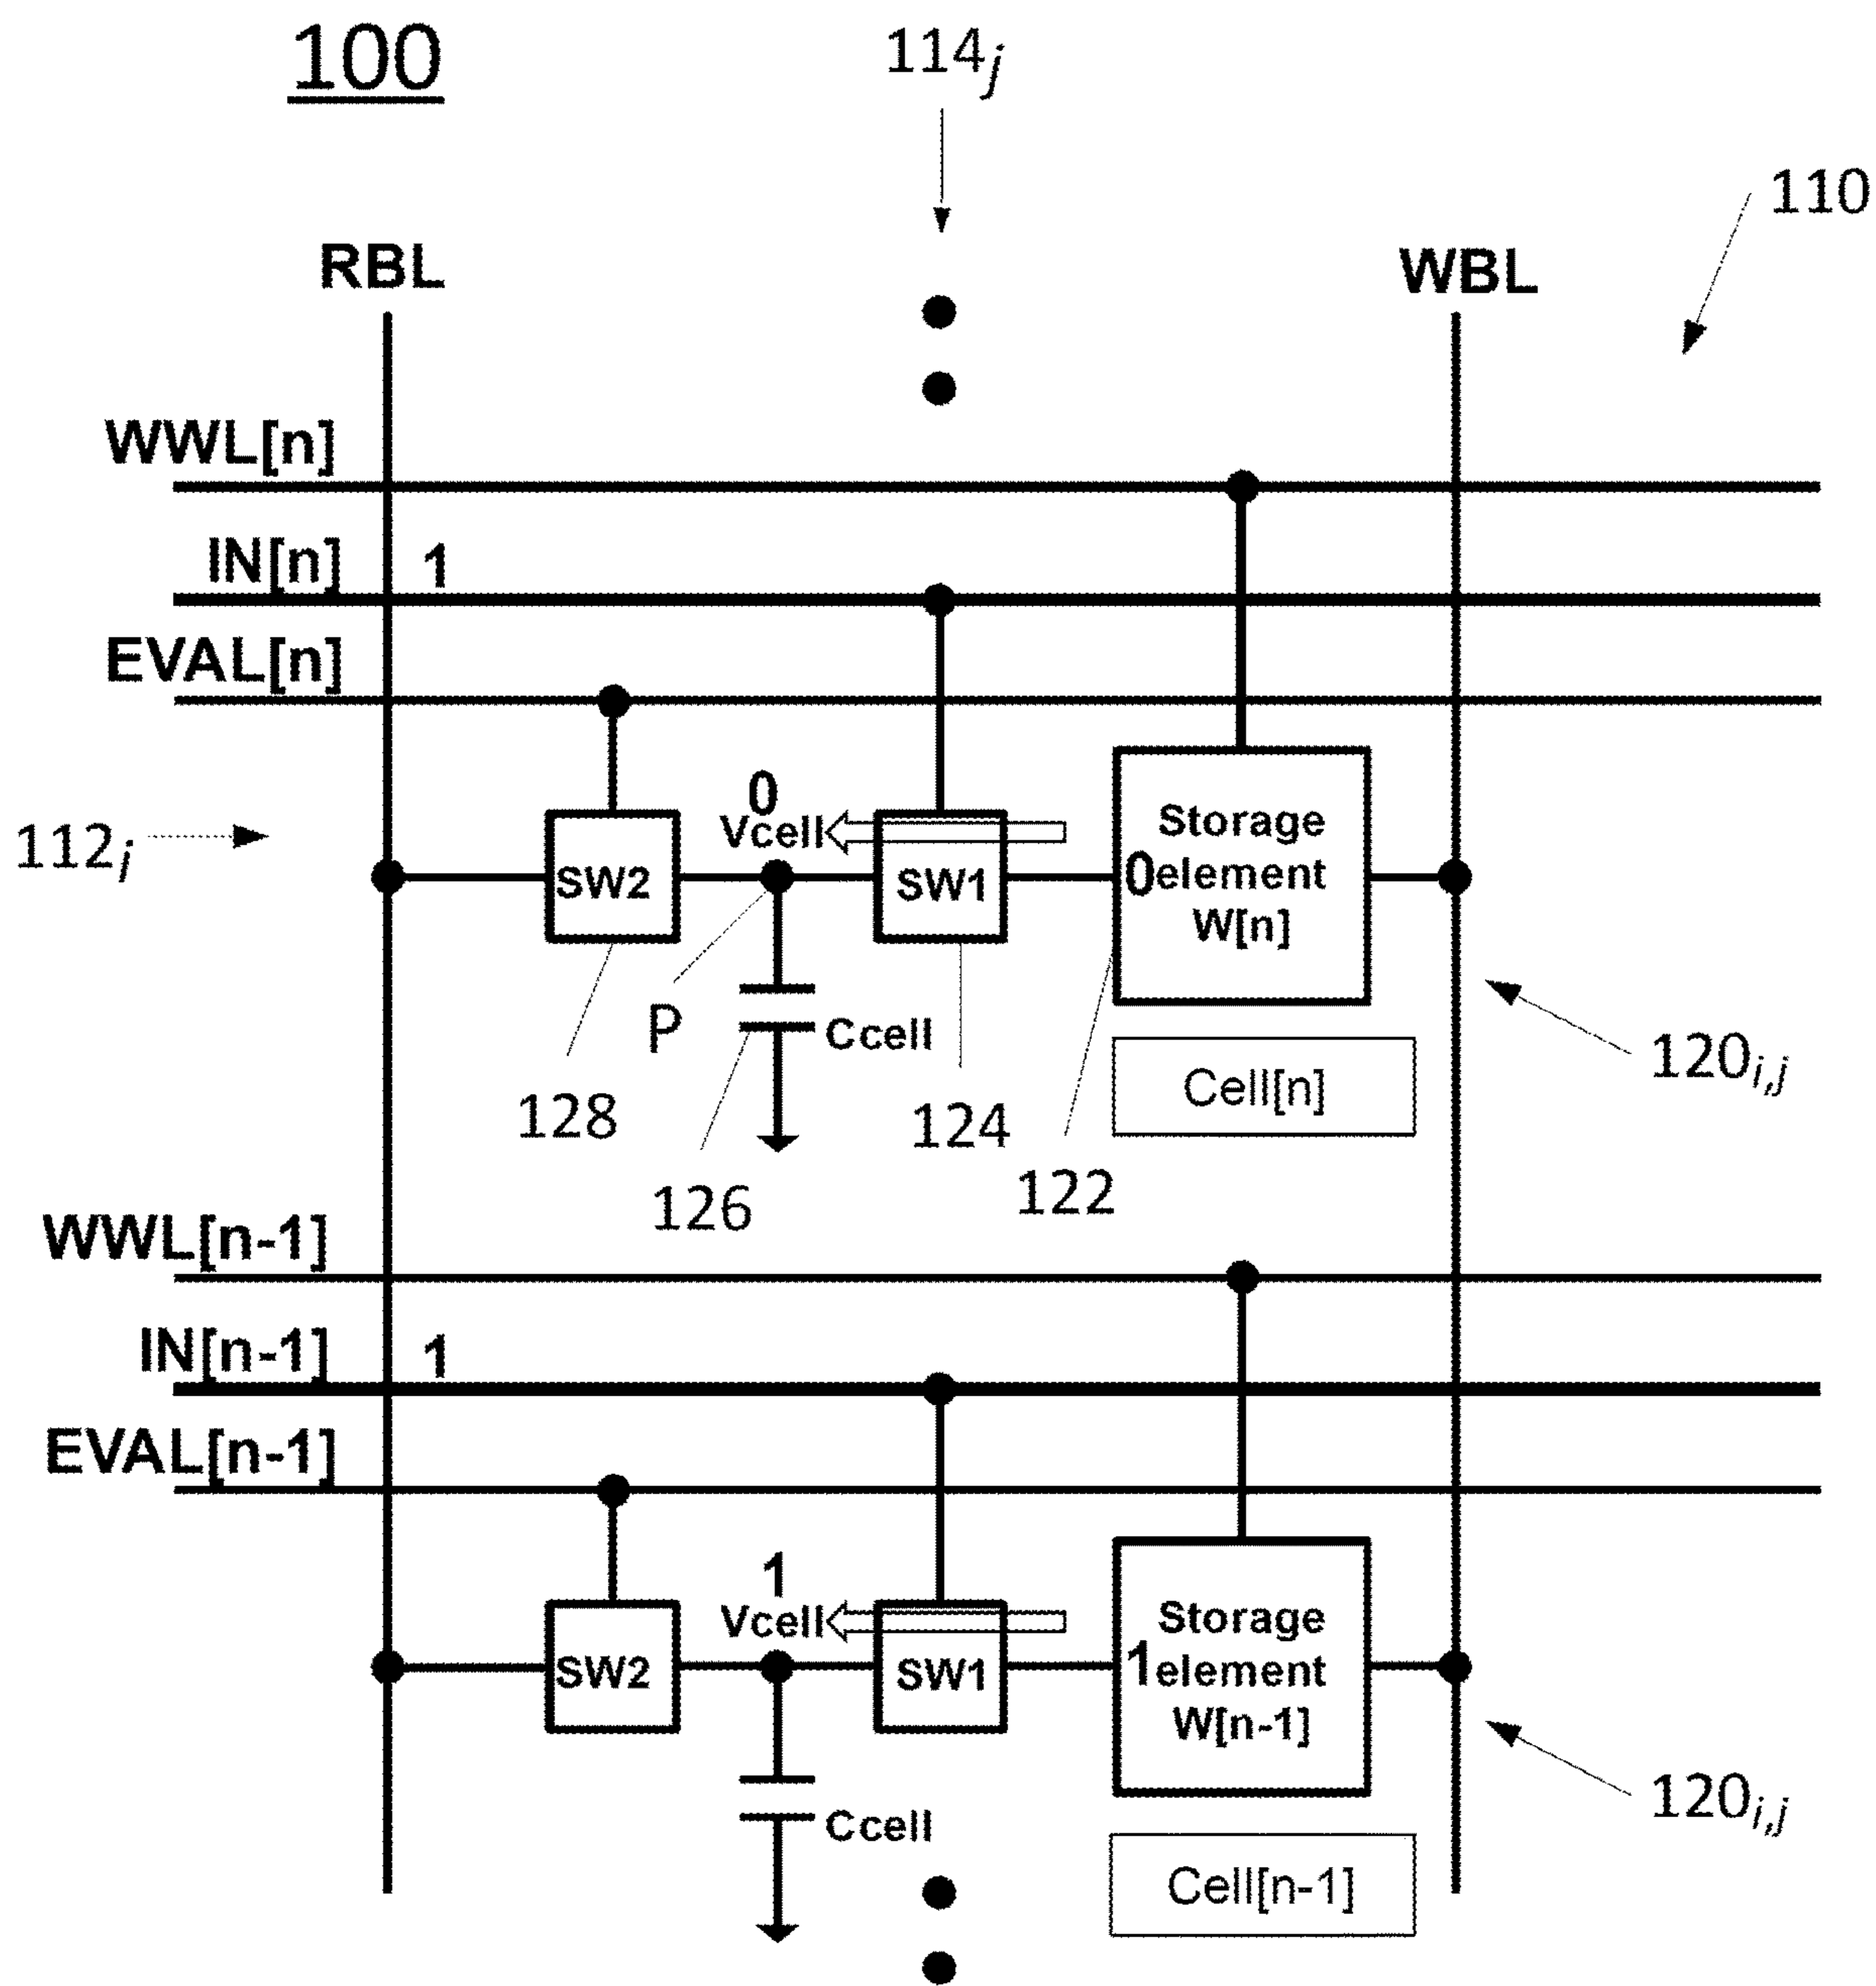 100
114j
110
RBL
WBL
WWL[n]
IN[n] 1
EVAL[n]
112i
0
Vcell
SW2
SW1
Storage
0element
W[n]
P
Ccell
128
126
124
122
Cell[n]
120i,j
WWL[n-1]
IN[n-1] 1
EVAL[n-1]
1
Vcell
SW2
SW1
Storage
1element
W[n-1]
Ccell
Cell[n-1]
120i,j